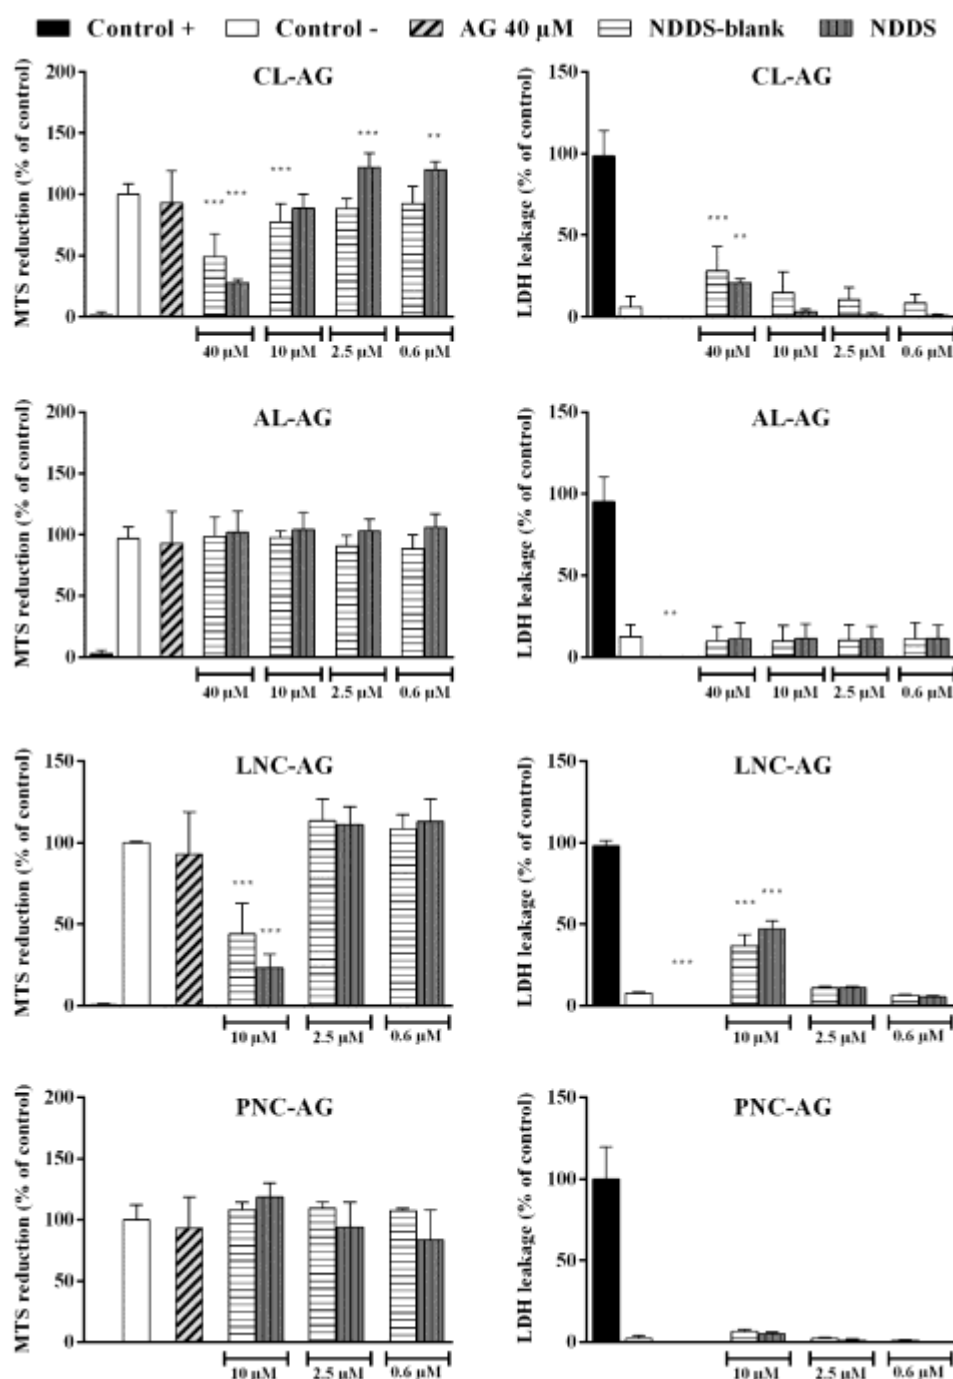 Control + Control - AG 40 µM NDDS-blank NDDS
CL-AG
MTS reduction (% of control)
200
150
100
50
0
*** *** *** *** **
40 µM 10 µM 2.5 µM 0.6 µM
CL-AG
LDH leakage (% of control)
150
100
50
0
*** **
40 µM 10 µM 2.5 µM 0.6 µM
AL-AG
MTS reduction (% of control)
200
150
100
50
0
40 µM 10 µM 2.5 µM 0.6 µM
AL-AG
LDH leakage (% of control)
150
100
50
0
**
40 µM 10 µM 2.5 µM 0.6 µM
LNC-AG
MTS reduction (% of control)
150
100
50
0
*** ***
10 µM 2.5 µM 0.6 µM
LNC-AG
LDH leakage (% of control)
150
100
50
0
*** *** ***
10 µM 2.5 µM 0.6 µM
PNC-AG
MTS reduction (% of control)
200
150
100
50
0
10 µM 2.5 µM 0.6 µM
PNC-AG
LDH leakage (% of control)
150
100
50
0
10 µM 2.5 µM 0.6 µM